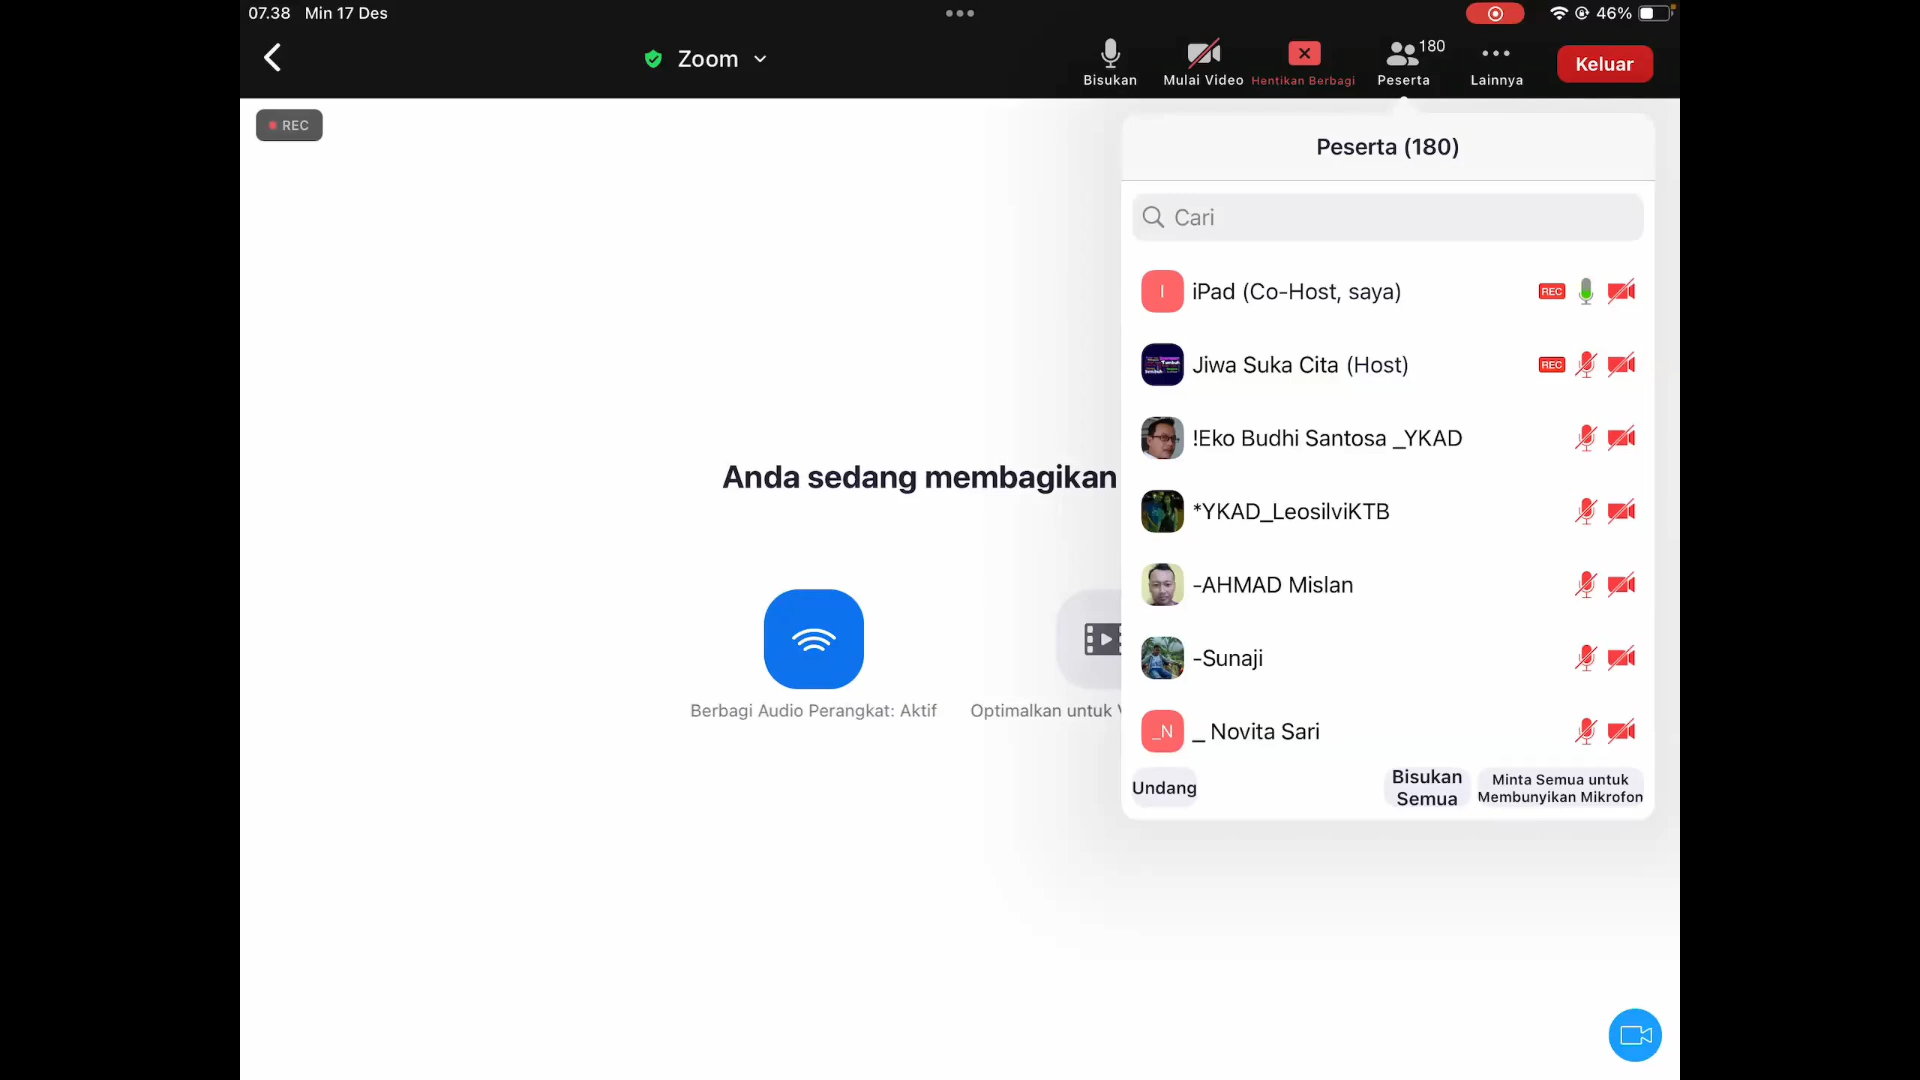 07.38 Min 17 Des
46%
Zoom
Bisukan
Mulai Video
Hentikan Berbagi
180
Peserta
Lainnya
Keluar
REC
Peserta (180)
Cari
I
iPad (Co-Host, saya)
REC
Jiwa Suka Cita (Host)
REC
!Eko Budhi Santosa _YKAD
*YKAD_LeosilviKTB
-AHMAD Mislan
-Sunaji
_N
_ Novita Sari
Undang
Bisukan
Semua
Minta Semua untuk
Membunyikan Mikrofon
Anda sedang membagikan
Berbagi Audio Perangkat: Aktif
Optimalkan untuk